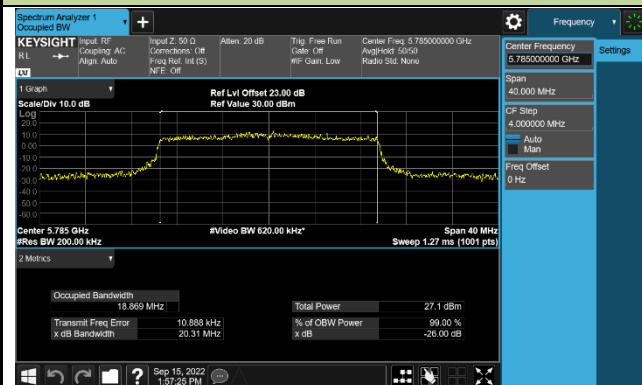 Spectrum Analyzer 1
Occupied BW
Frequency
KEYSIGHT
Input: RF
Input Z: 50 Ω
Atten: 20 dB
Trig: Free Run
Center Freq: 5.785000000 GHz
RL
Coupling: AC
Corrections: Off
Gate: Off
Avg|Hold: 50/50
Align: Auto
Freq Ref: Int (S)
#IF Gain: Low
Radio Std: None
LXI
NFE: Off
Center Frequency
5.785000000 GHz
Settings
Span
40.000 MHz
CF Step
4.000000 MHz
Auto
Man
Freq Offset
0 Hz
1 Graph
Ref Lvl Offset 23.00 dB
Scale/Div 10.0 dB
Ref Value 30.00 dBm
Log
20.0
10.0
0.00
-10.0
-20.0
-30.0
-40.0
-50.0
-60.0
Center 5.785 GHz
#Video BW 620.00 kHz*
Span 40 MHz
#Res BW 200.00 kHz
Sweep 1.27 ms (1001 pts)
2 Metrics
Occupied Bandwidth
18.869 MHz
Total Power
27.1 dBm
Transmit Freq Error
10.888 kHz
% of OBW Power
99.00 %
x dB Bandwidth
20.31 MHz
x dB
-26.00 dB
?
Sep 15, 2022
1:57:25 PM